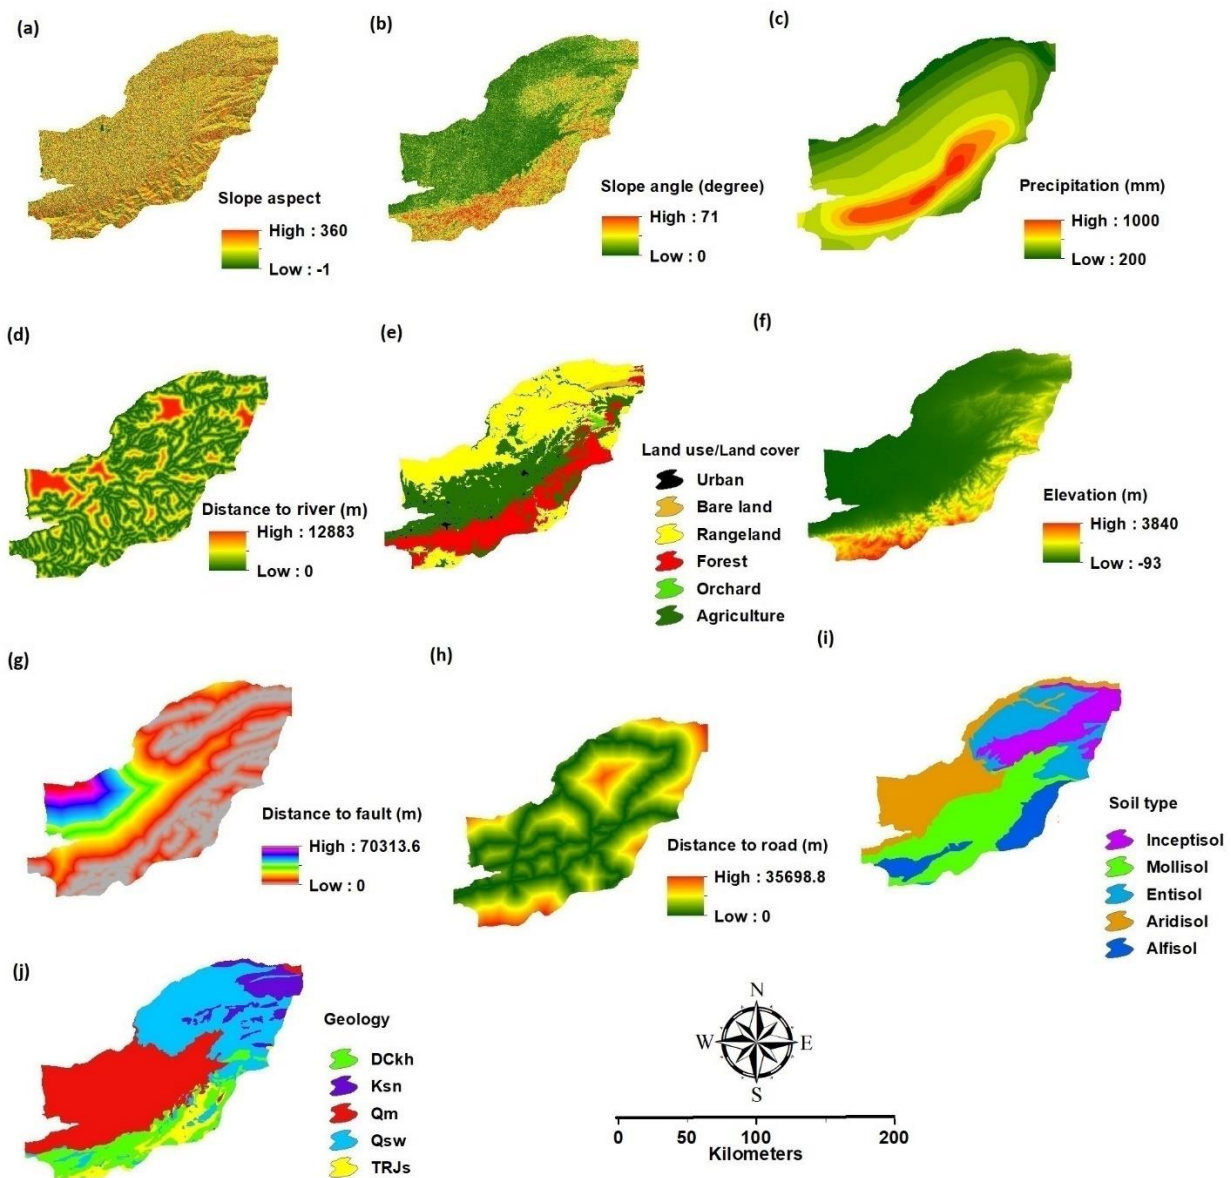 (a)
Slope aspect
High : 360
Low : -1
(b)
Slope angle (degree)
High : 71
Low : 0
(c)
Precipitation (mm)
High : 1000
Low : 200
(d)
Distance to river (m)
High : 12883
Low : 0
(e)
Land use/Land cover
Urban
Bare land
Rangeland
Forest
Orchard
Agriculture
(f)
Elevation (m)
High : 3840
Low : -93
(g)
Distance to fault (m)
High : 70313.6
Low : 0
(h)
Distance to road (m)
High : 35698.8
Low : 0
(i)
Soil type
Inceptisol
Mollisol
Entisol
Aridisol
Alfisol
(j)
Geology
DCkh
Ksn
Qm
Qsw
TRJs
N
W E
S
0 50 100 200
Kilometers